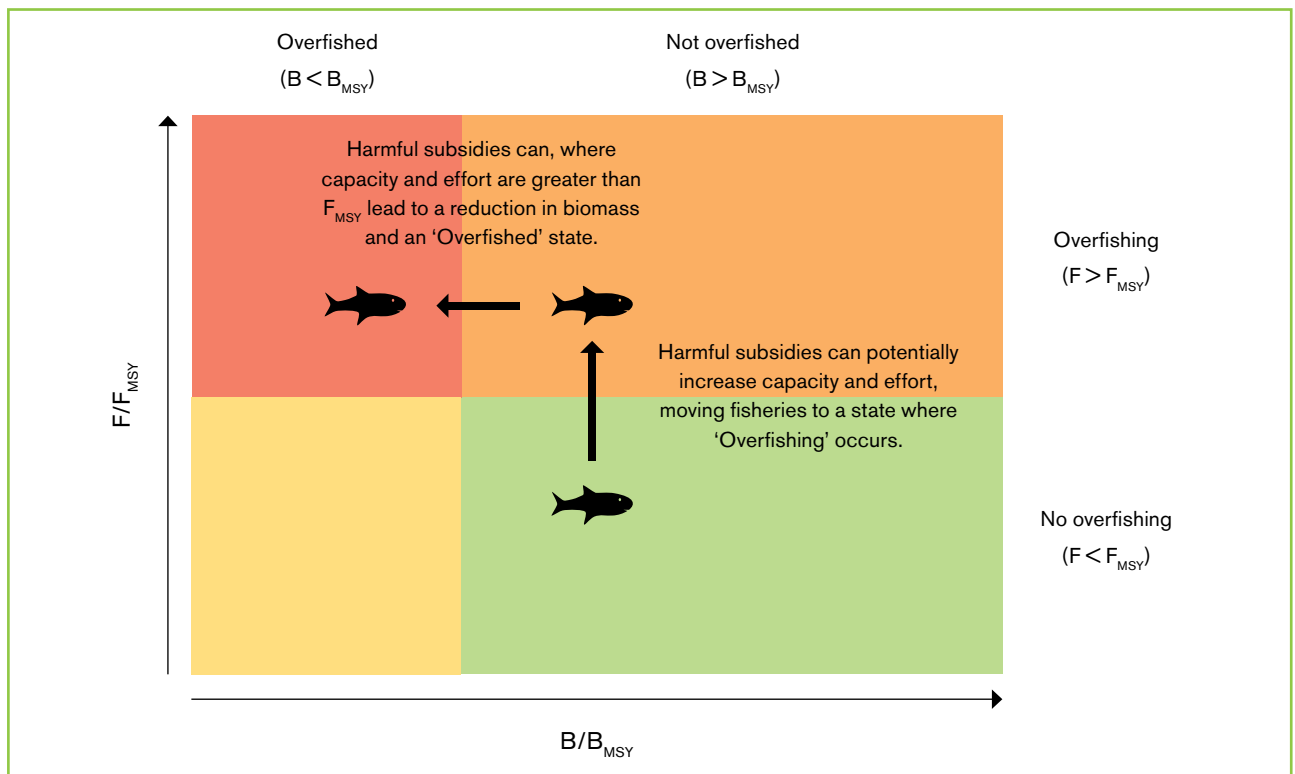 Overfished
(B < B_MSY)
Not overfished
(B > B_MSY)
Harmful subsidies can, where
capacity and effort are greater than
F_MSY lead to a reduction in biomass
and an ‘Overfished’ state.
Overfishing
(F > F_MSY)
Harmful subsidies can potentially
increase capacity and effort,
moving fisheries to a state where
‘Overfishing’ occurs.
F/F_MSY
No overfishing
(F < F_MSY)
B/B_MSY